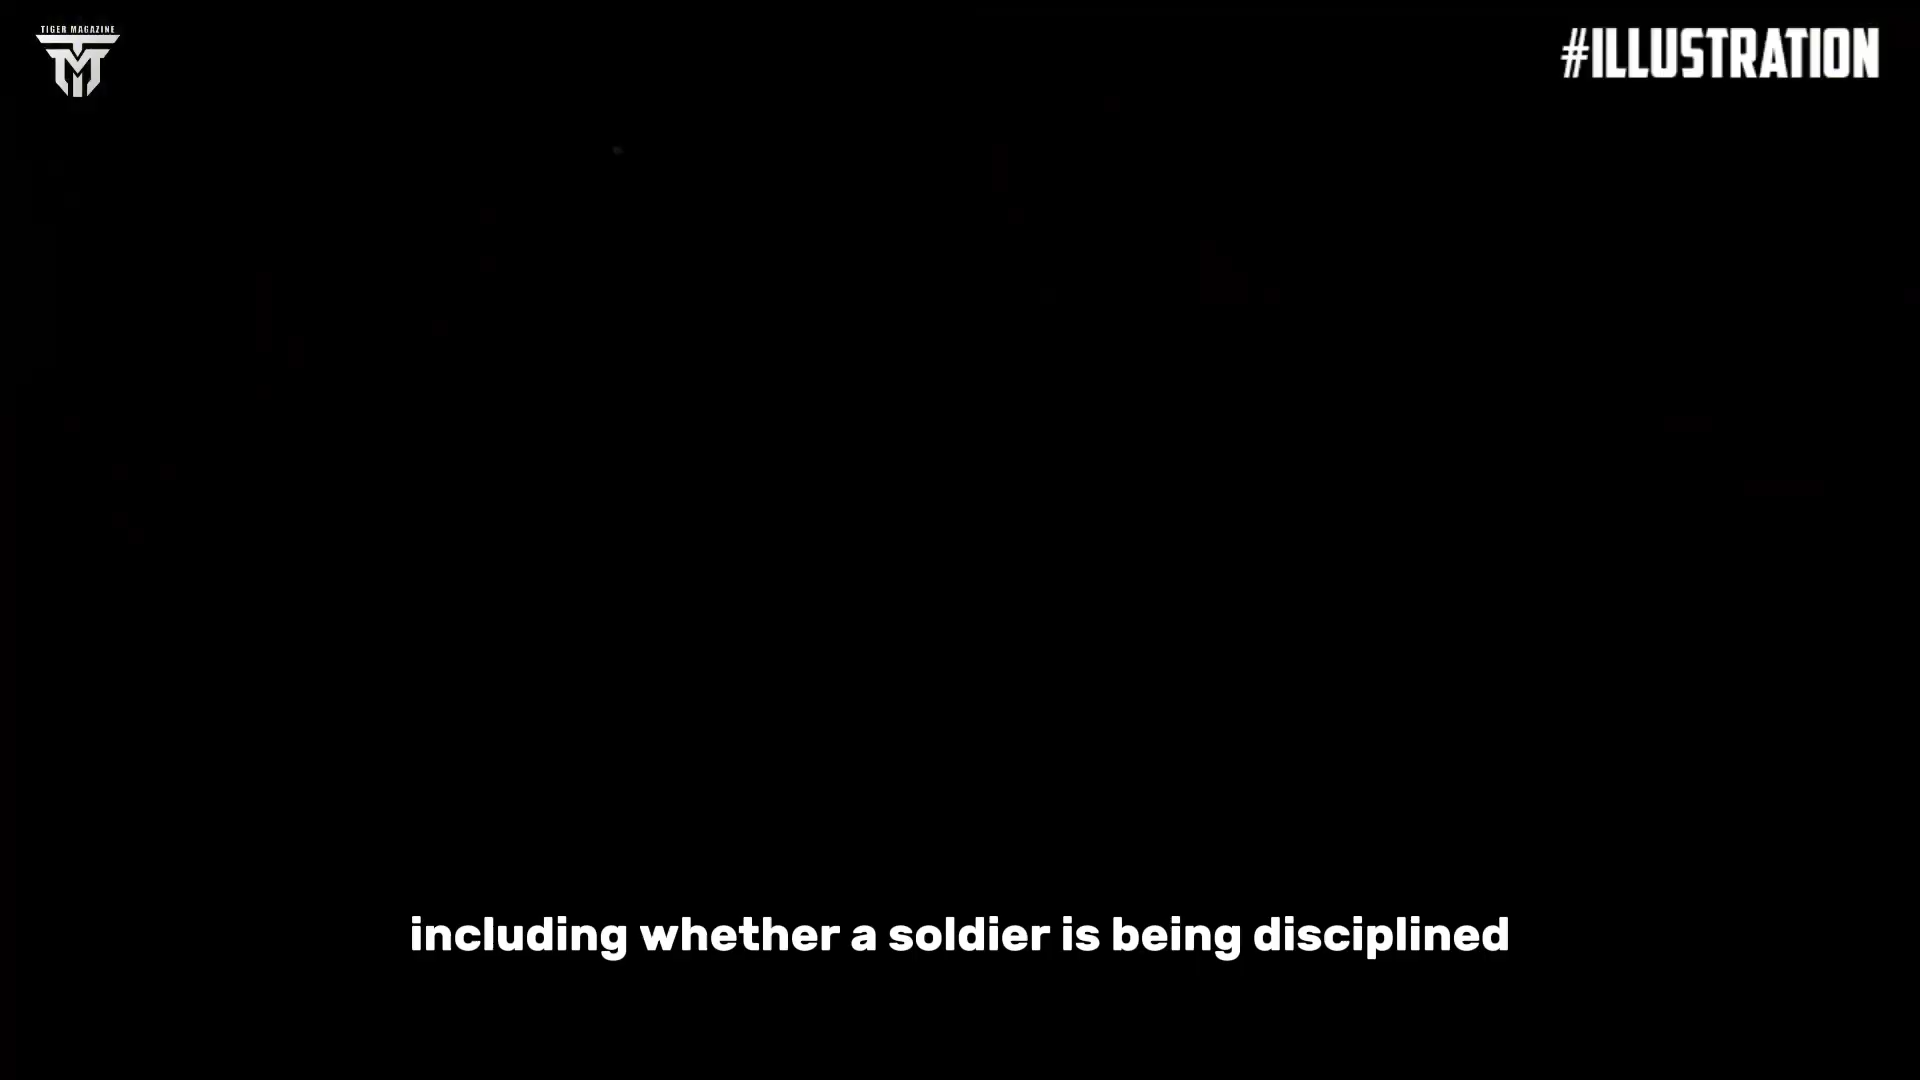 TIGER MAGAZINE
#ILLUSTRATION
including whether a soldier is being disciplined